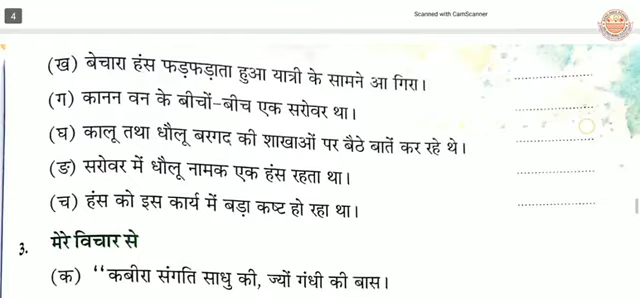 4
Scanned with CamScanner
(ख) बेचारा हंस फड़फड़ाता हुआ यात्री के सामने आ गिरा। ....................
(ग) कानन वन के बीचों-बीच एक सरोवर था। ....................
(घ) कालू तथा धौलू बरगद की शाखाओं पर बैठे बातें कर रहे थे। ....................
(ङ) सरोवर में धौलू नामक एक हंस रहता था। ....................
(च) हंस को इस कार्य में बड़ा कष्ट हो रहा था। ....................
3. मेरे विचार से
(क) ‘‘कबीरा संगति साधु की, ज्यों गंधी की बास।